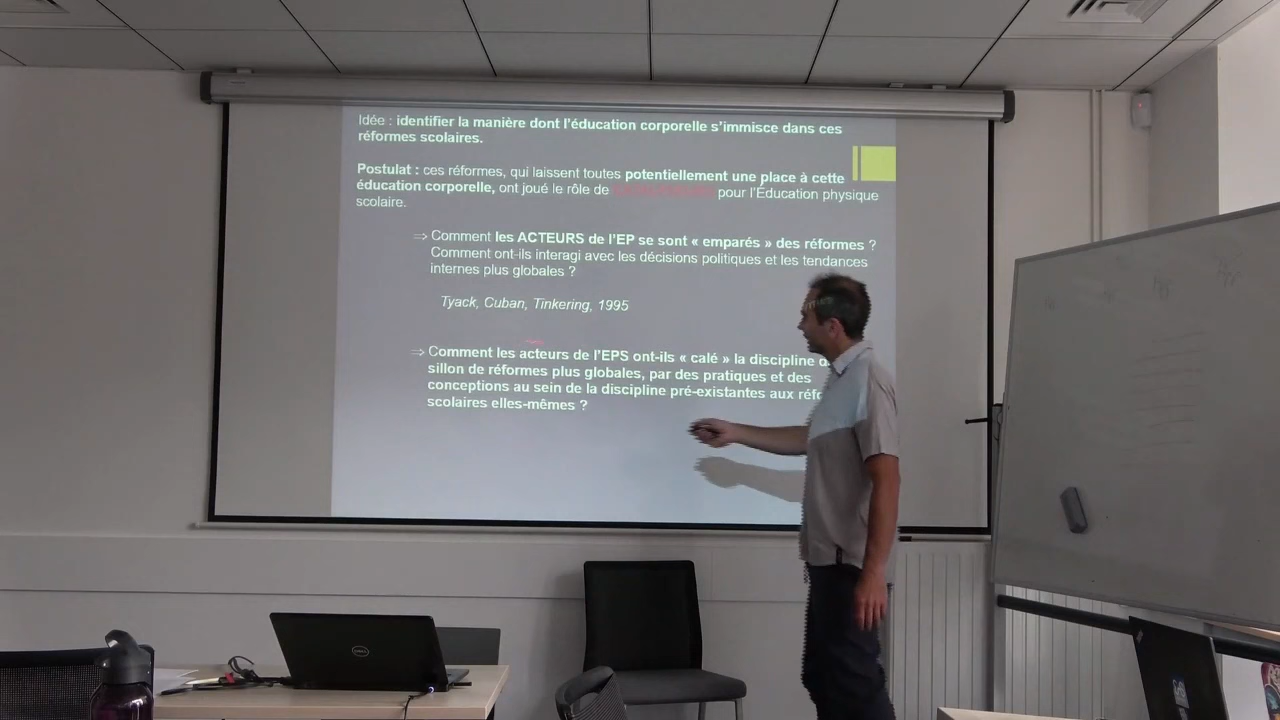 Idée : identifier la manière dont l'éducation corporelle s'immisce dans ces
réformes scolaires.
Postulat : ces réformes, qui laissent toutes potentiellement une place à cette
éducation corporelle, ont joué le rôle de
pour l'Éducation physique
scolaire.
⇒ Comment les ACTEURS de l'EP se sont « emparés » des réformes ?
Comment ont-ils interagi avec les décisions politiques et les tendances
internes plus globales ?
Tyack, Cuban, Tinkering, 1995
⇒ Comment les acteurs de l'EPS ont-ils « calé » la discipline
sillon de réformes plus globales, par des pratiques et des
conceptions au sein de la discipline pré-existantes aux
scolaires elles-mêmes ?
DELL